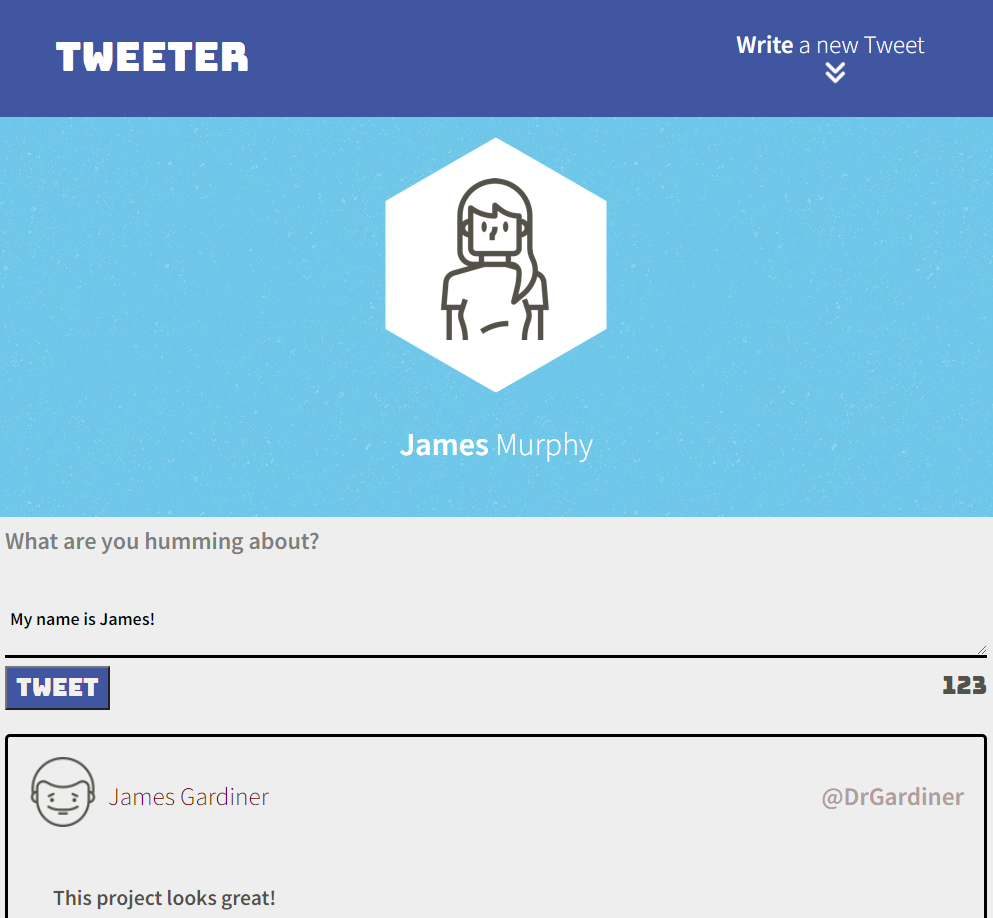 TWEETER
Write a new Tweet
James Murphy
What are you humming about?
My name is James!
TWEET
123
James Gardiner
@DrGardiner
This project looks great!